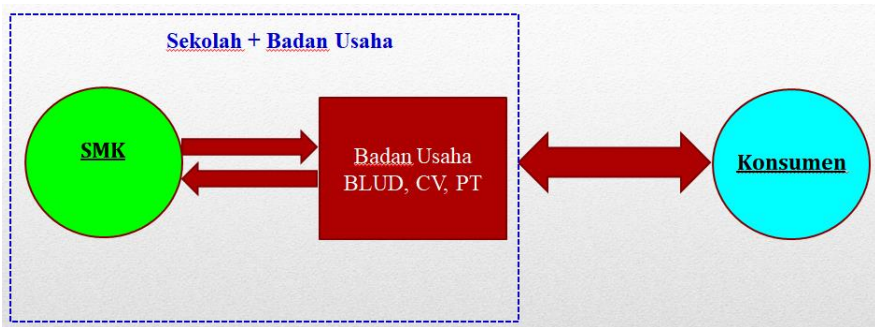 Sekolah + Badan Usaha
SMK
Badan Usaha
BLUD, CV, PT
Konsumen